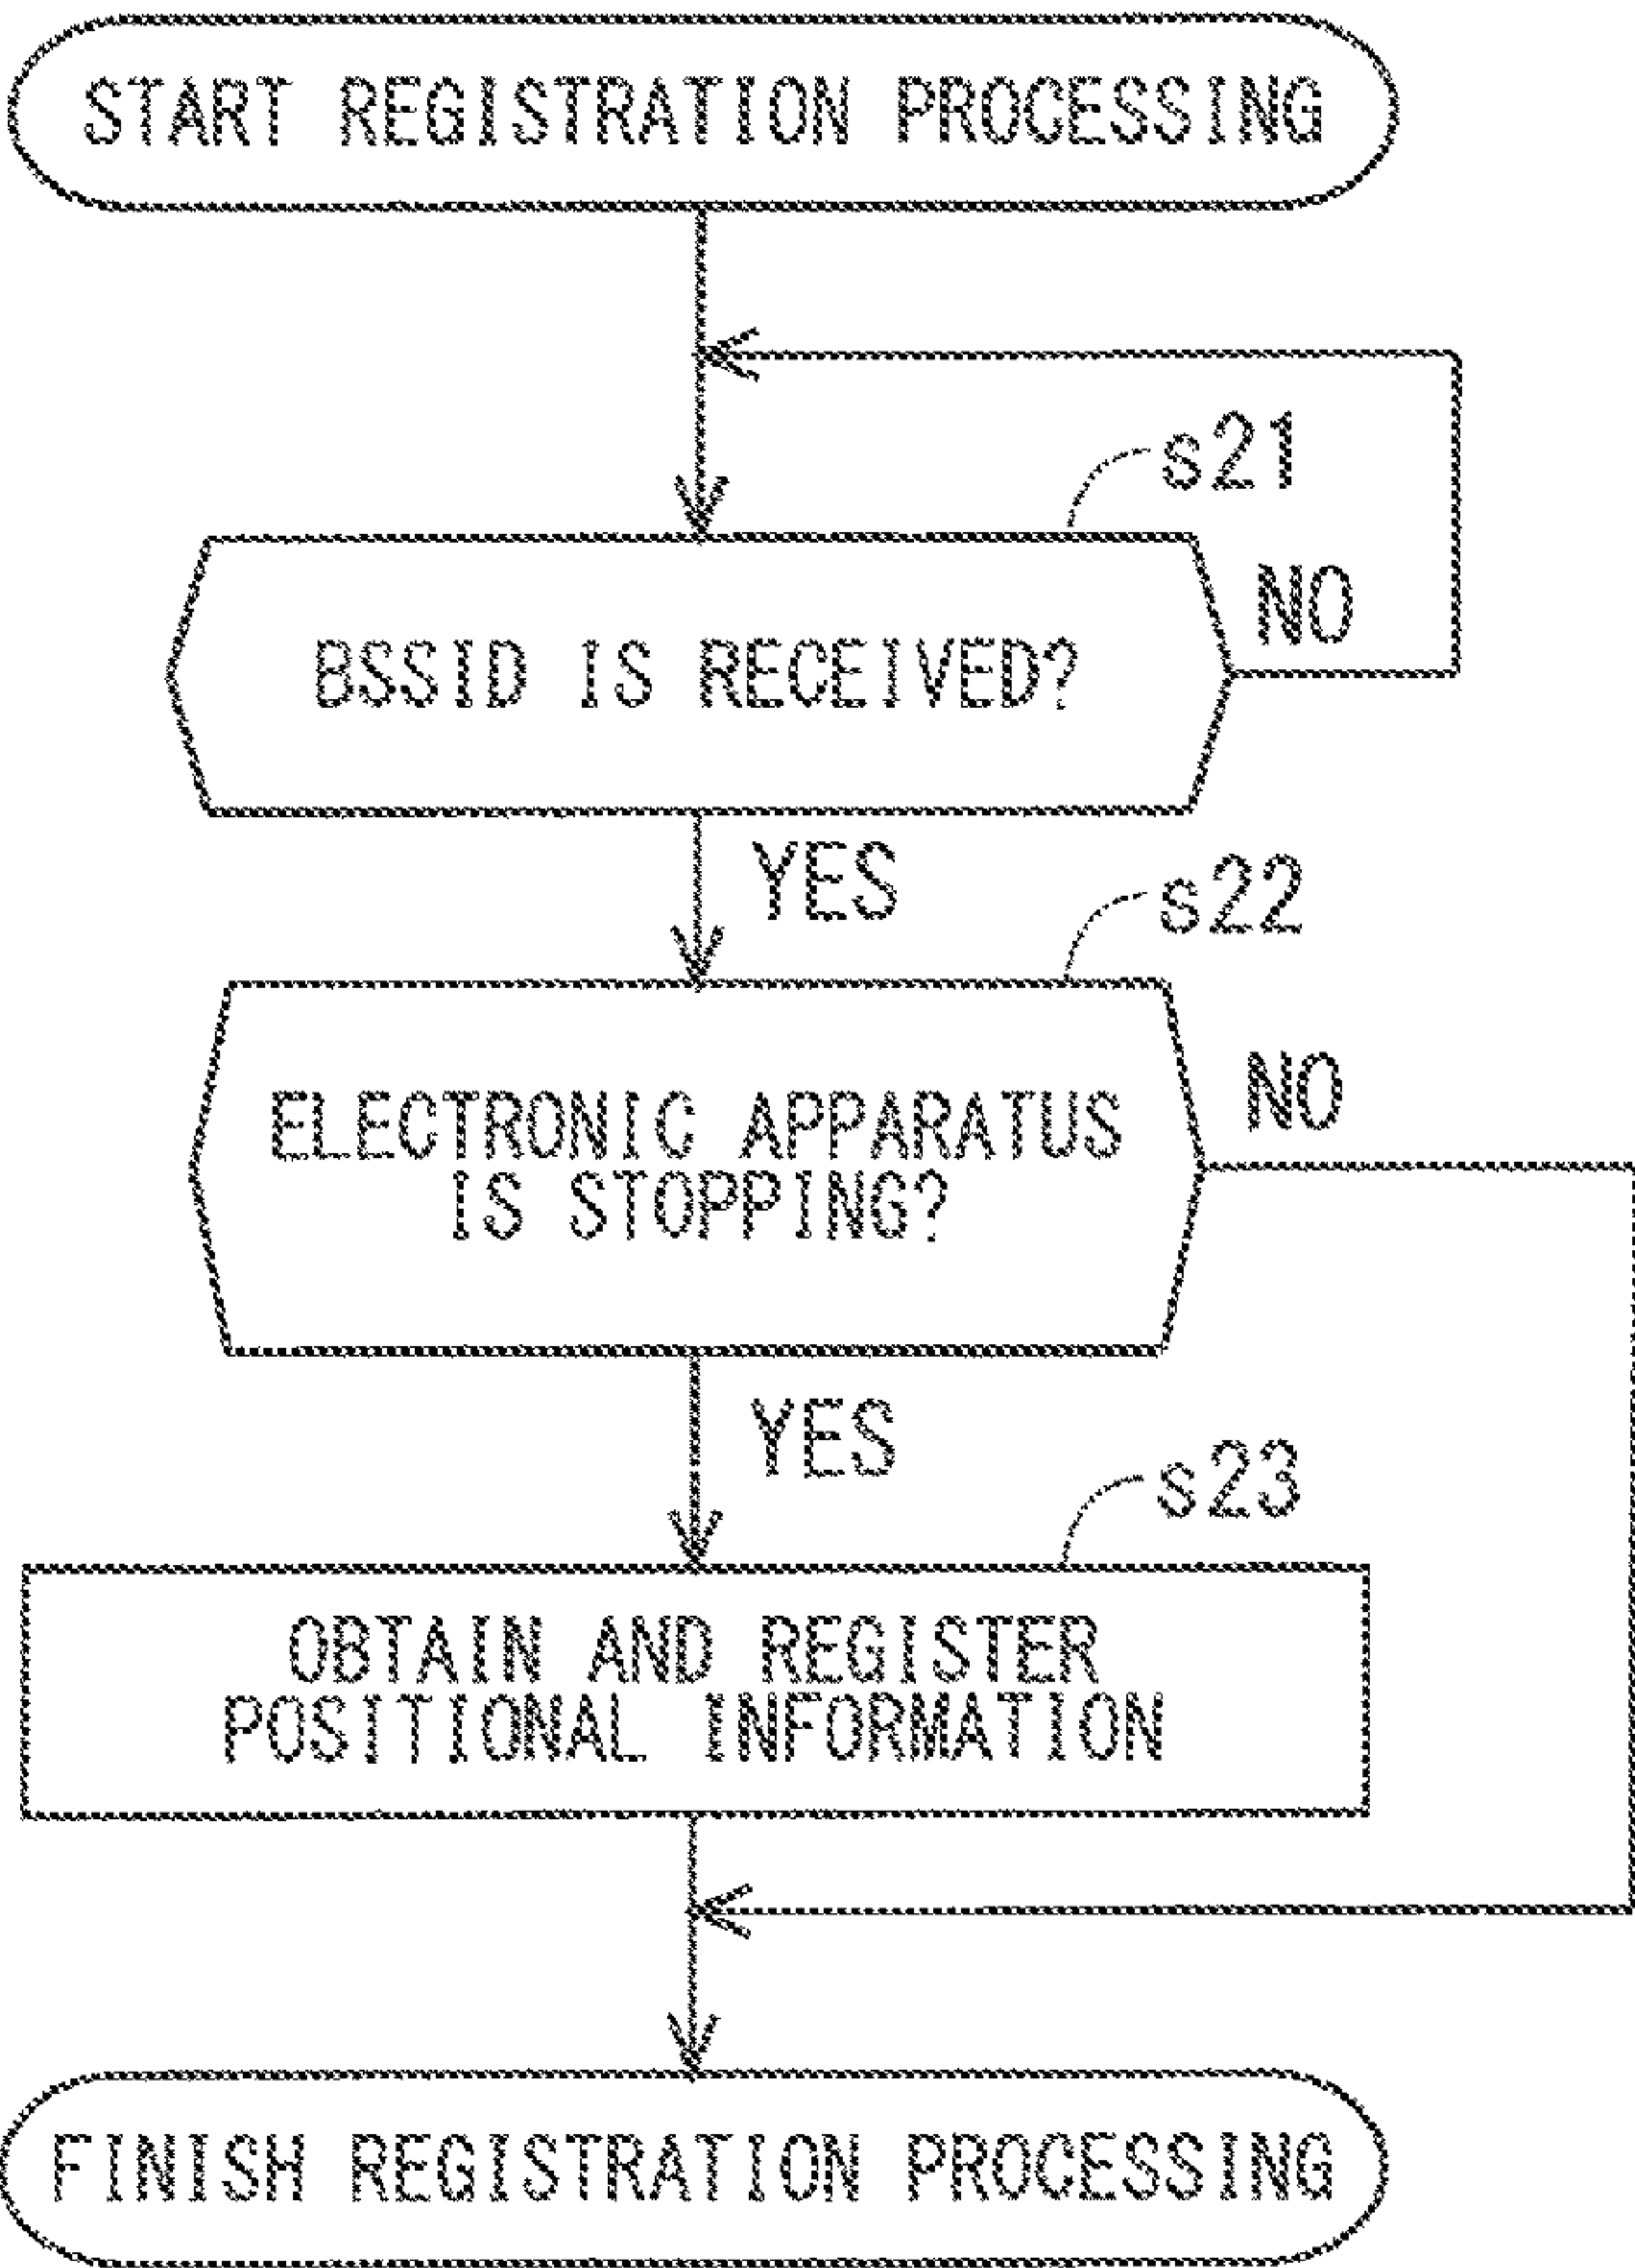 START REGISTRATION PROCESSING
s21
NO
BSSID IS RECEIVED?
YES
s22
NO
ELECTRONIC APPARATUS
IS STOPPING?
YES
s23
OBTAIN AND REGISTER
POSITIONAL INFORMATION
FINISH REGISTRATION PROCESSING